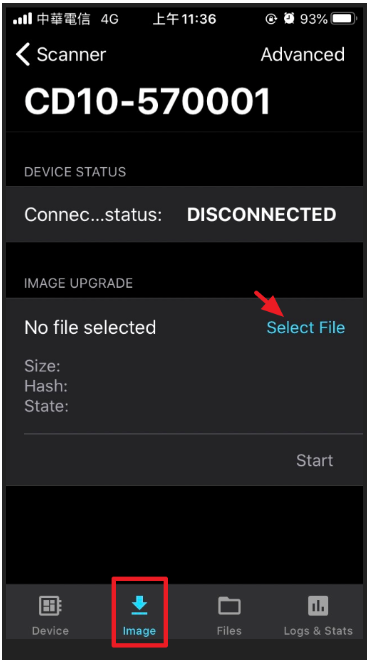 中華電信 4G 上午11:36 93%
Scanner Advanced
CD10-570001
DEVICE STATUS
Connec...status: DISCONNECTED
IMAGE UPGRADE
No file selected Select File
Size:
Hash:
State:
Start
Device Image Files Logs & Stats